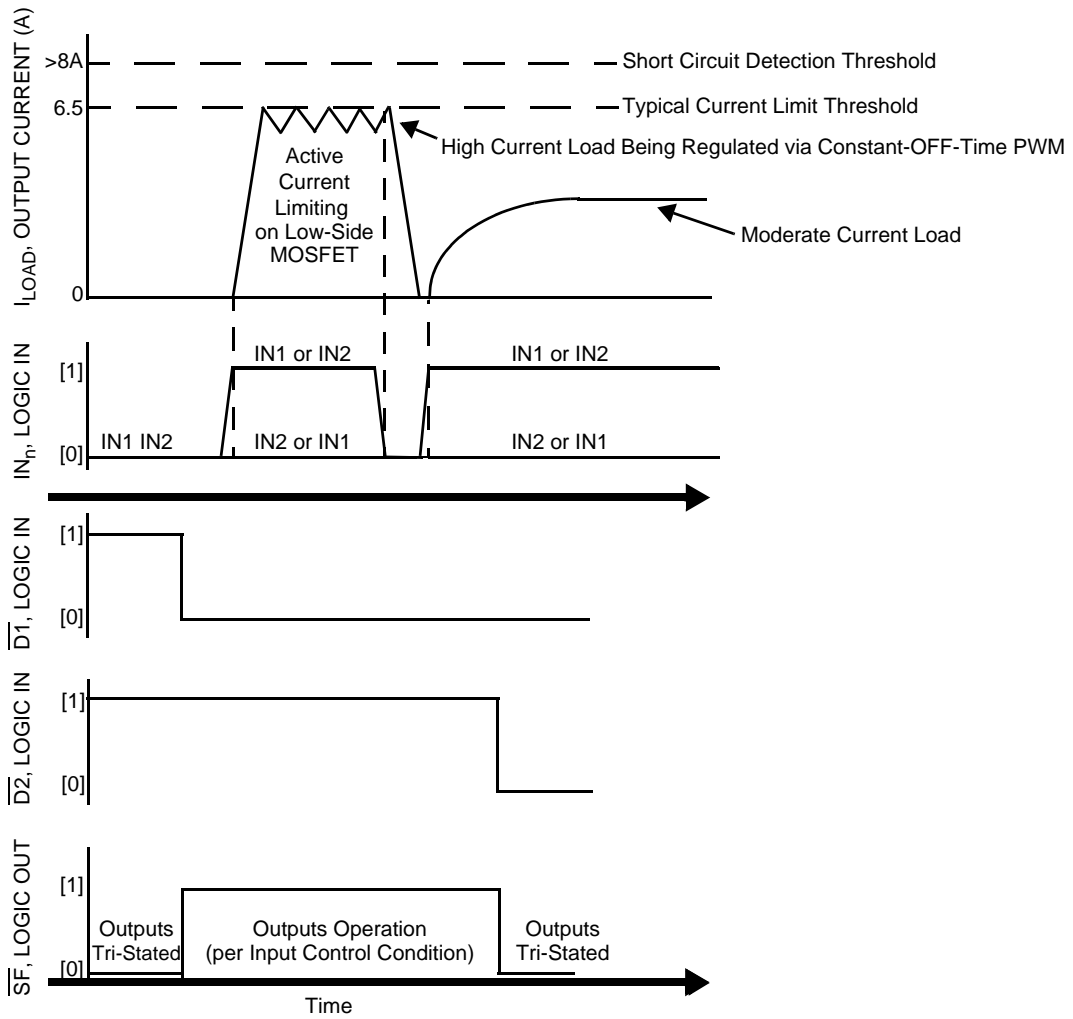 I_LOAD, OUTPUT CURRENT (A)
>8A
Short Circuit Detection Threshold
6.5
Typical Current Limit Threshold
High Current Load Being Regulated via Constant-OFF-Time PWM
Active
Current
Limiting
on Low-Side
MOSFET
Moderate Current Load
0
IN_n, LOGIC IN
[1]
IN1 or IN2
IN1 or IN2
[0]
IN1 IN2
IN2 or IN1
IN2 or IN1
D1, LOGIC IN
[1]
[0]
D2, LOGIC IN
[1]
[0]
SF, LOGIC OUT
[1]
[0]
Outputs
Tri-Stated
Outputs Operation
(per Input Control Condition)
Outputs
Tri-Stated
Time